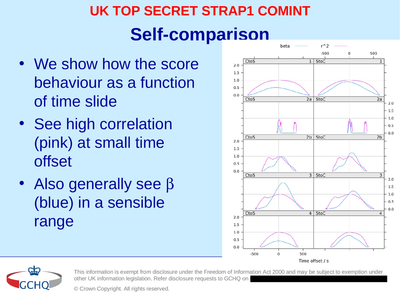 UK TOP SECRET STRAP1 COMINT
Self-comparison
• We show how the score
behaviour as a function
of time slide
• See high correlation
(pink) at small time
offset
• Also generally see β
(blue) in a sensible
range
beta r^2
-500 0 500
CtoS 1 StoC 1
2.0
1.5
1.0
0.5
0.0
CtoS 2a StoC 2a
2.0
1.5
1.0
0.5
0.0
CtoS 2b StoC 2b
2.0
1.5
1.0
0.5
0.0
CtoS 3 StoC 3
2.0
1.5
1.0
0.5
0.0
CtoS 4 StoC 4
2.0
1.5
1.0
0.5
0.0
-500 0 500
Time offset / s
GCHQ
This information is exempt from disclosure under the Freedom of Information Act 2000 and may be subject to exemption under
other UK information legislation. Refer disclosure requests to GCHQ on
© Crown Copyright. All rights reserved.